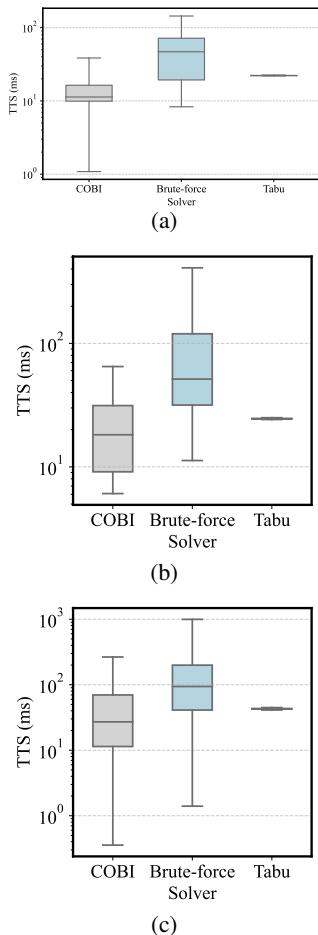 TTS (ms)
10²
10¹
10⁰
COBI Brute-force Tabu
Solver
(a)
TTS (ms)
10²
10¹
COBI Brute-force Tabu
Solver
(b)
TTS (ms)
10³
10²
10¹
10⁰
COBI Brute-force Tabu
Solver
(c)